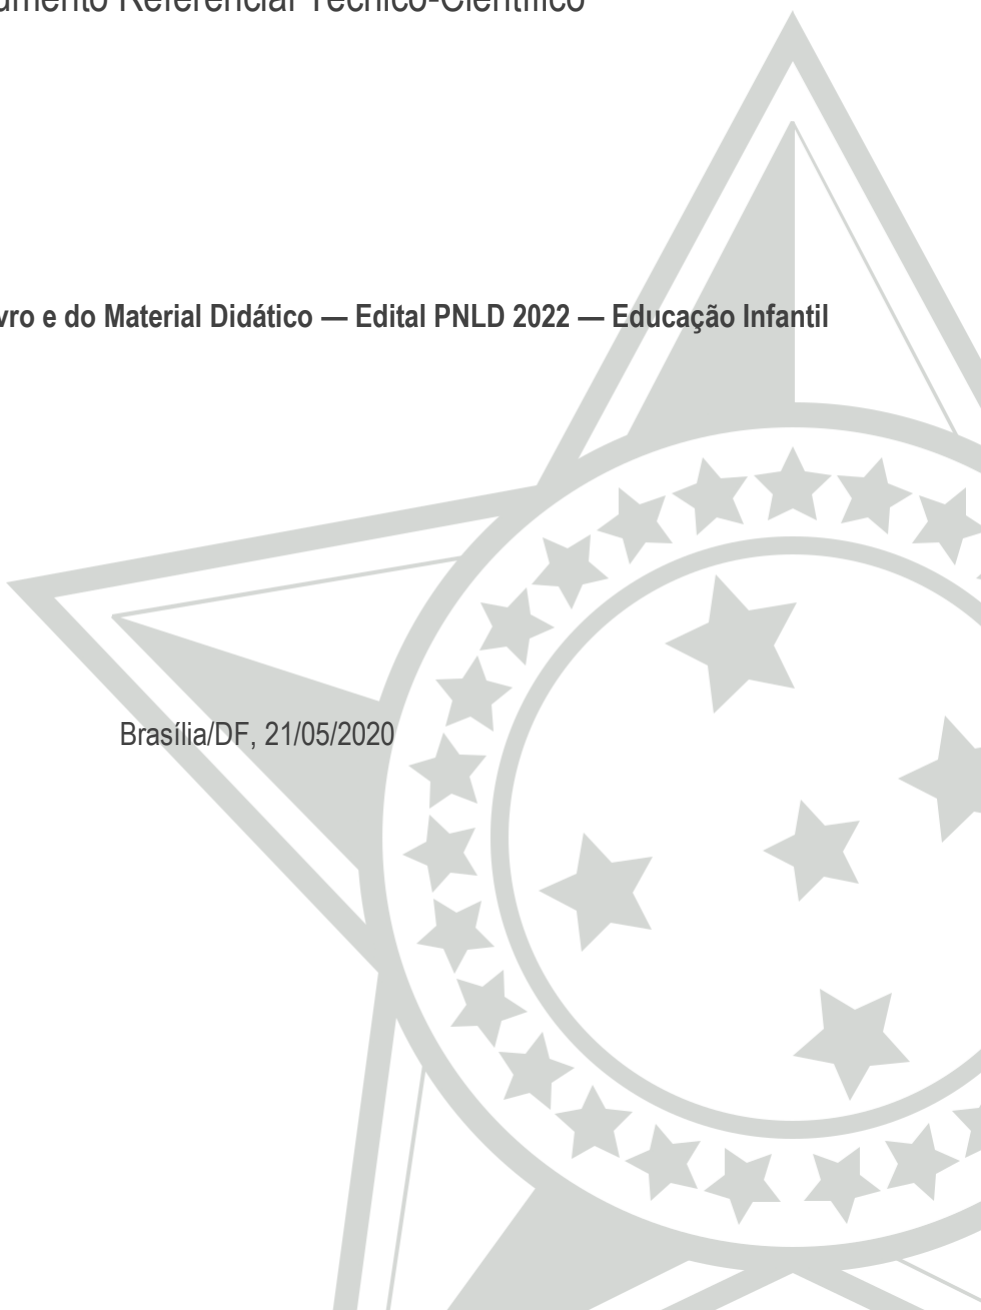 umento Referencial Técnico-Científico
vro e do Material Didático — Edital PNLD 2022 — Educação Infantil
Brasília/DF, 21/05/2020